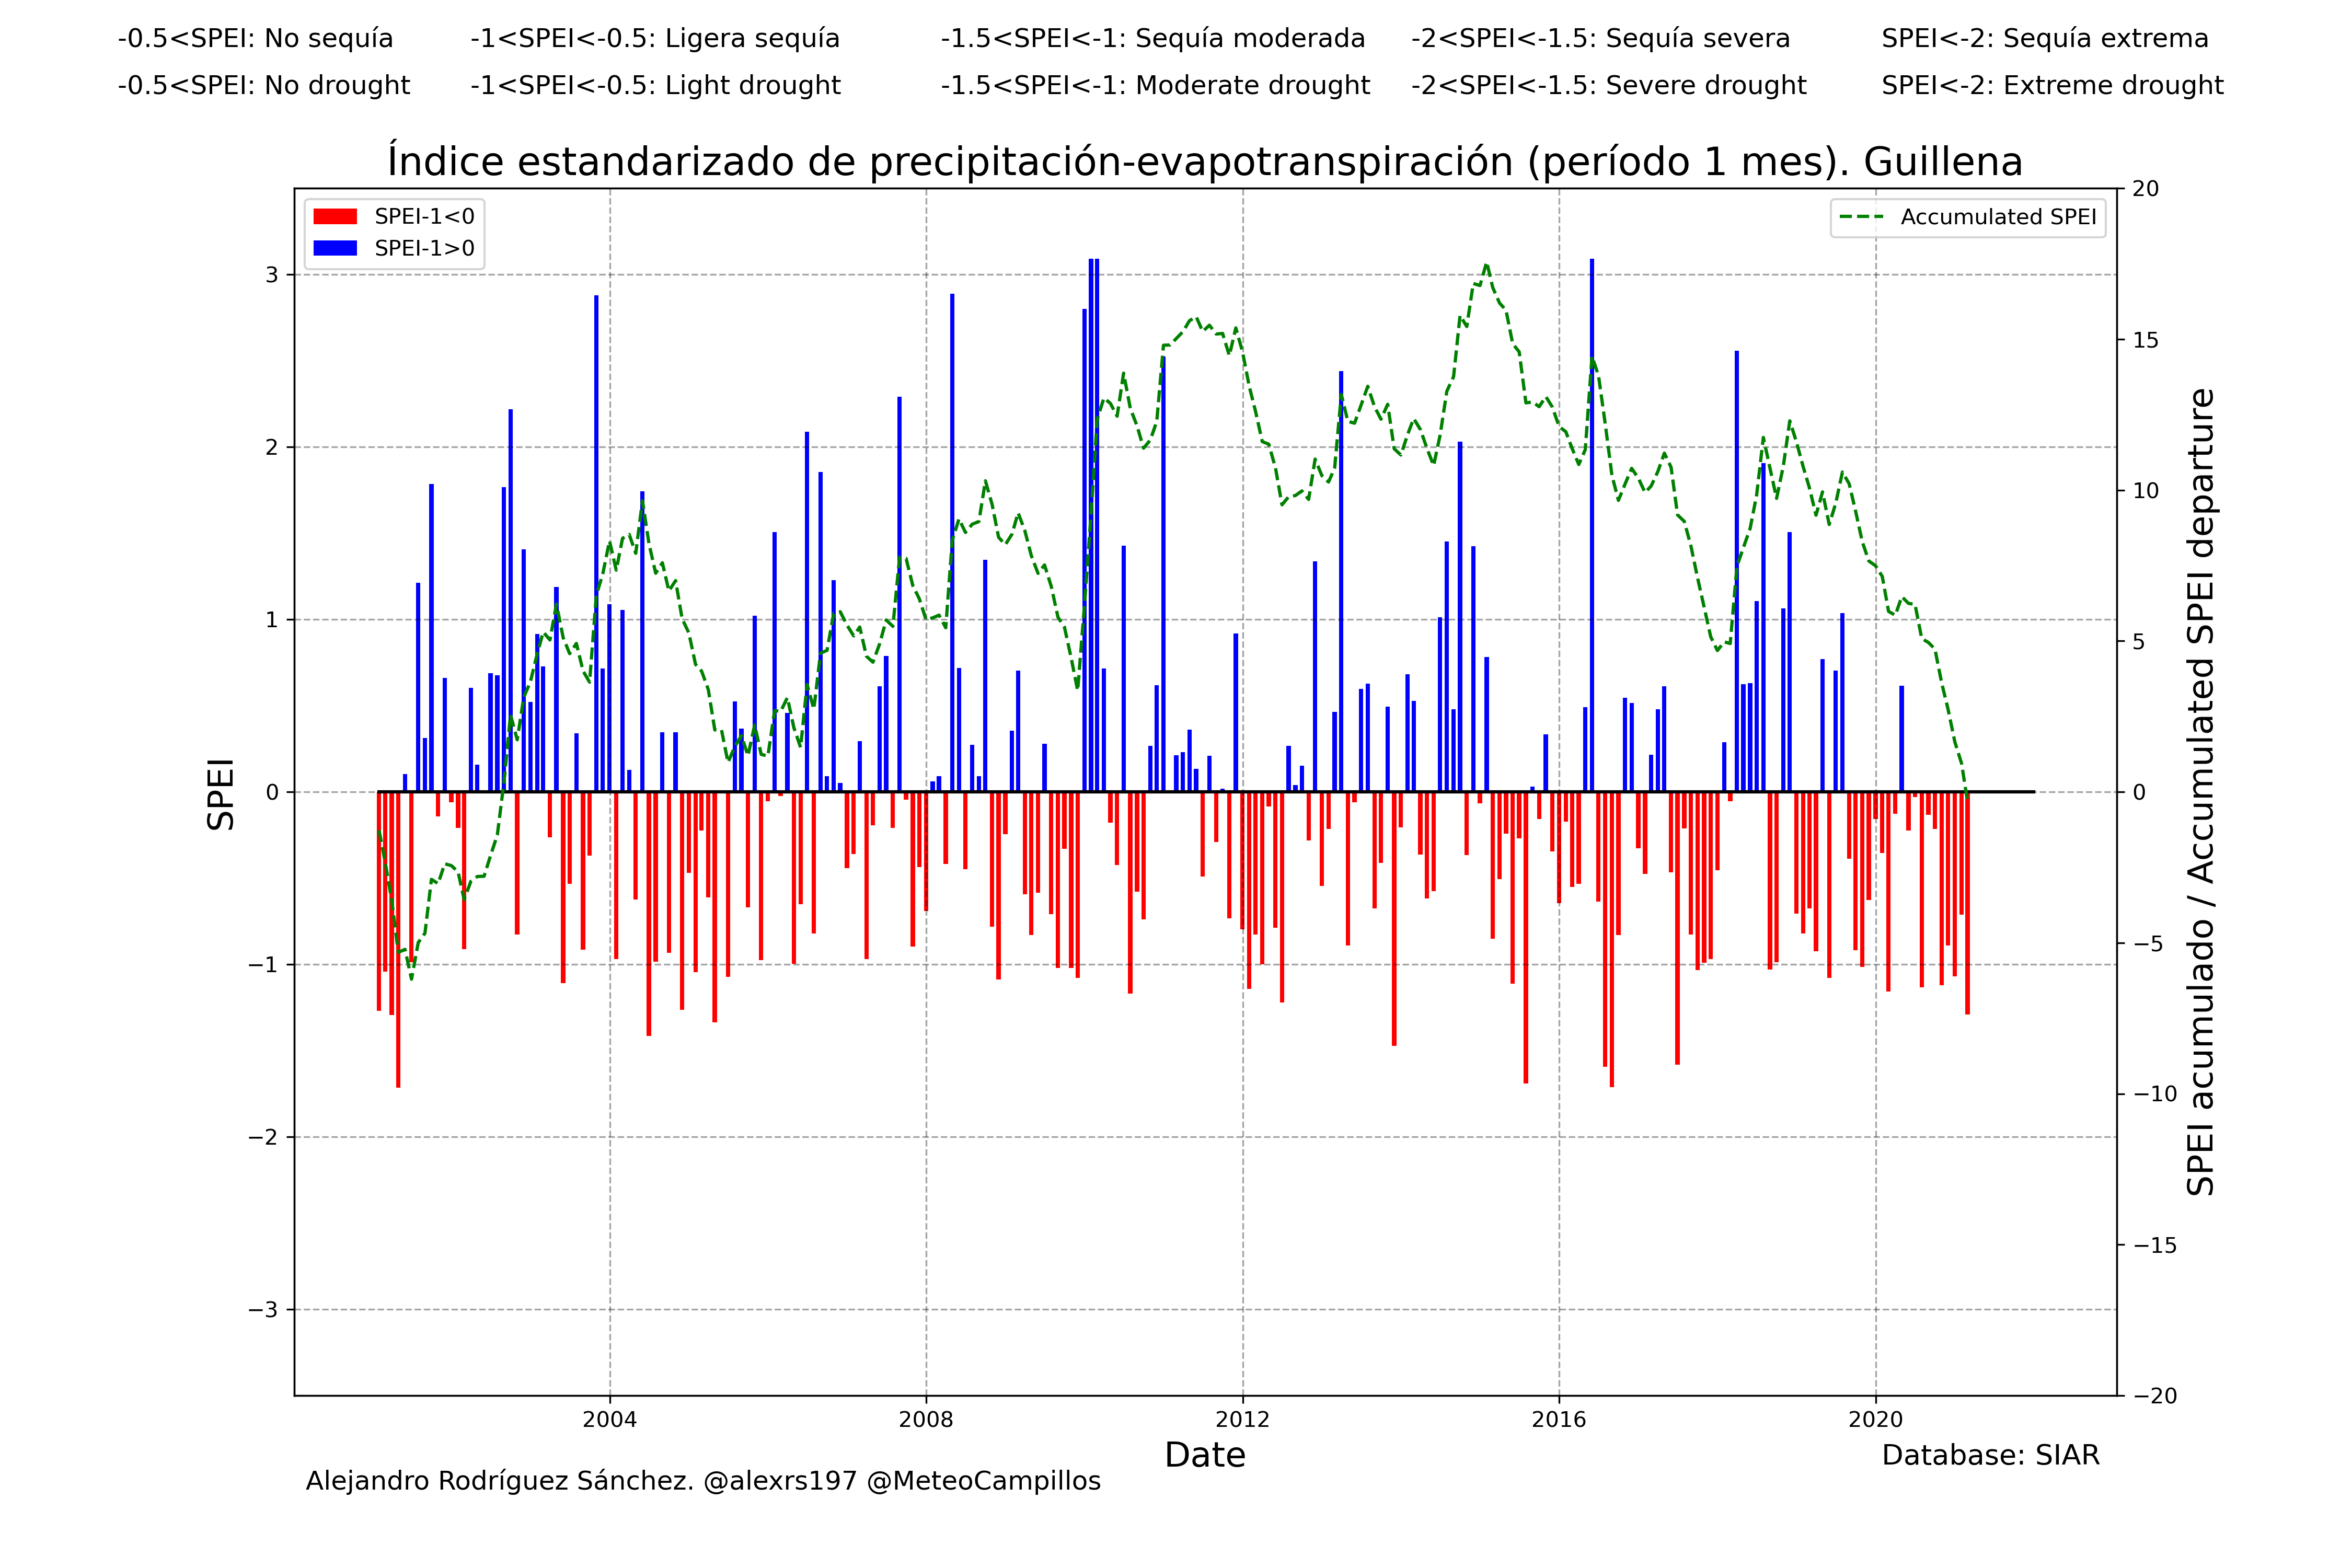 -0.5<SPEI: No sequía -1<SPEI<-0.5: Ligera sequía -1.5<SPEI<-1: Sequía moderada -2<SPEI<-1.5: Sequía severa SPEI<-2: Sequía extrema
-0.5<SPEI: No drought -1<SPEI<-0.5: Light drought -1.5<SPEI<-1: Moderate drought -2<SPEI<-1.5: Severe drought SPEI<-2: Extreme drought
Índice estandarizado de precipitación-evapotranspiración (período 1 mes). Guillena
SPEI-1<0
SPEI-1>0
Accumulated SPEI
SPEI
3
2
1
0
−1
−2
−3
20
15
10
5
0
−5
−10
−15
−20
SPEI acumulado / Accumulated SPEI departure
2004 2008 2012 2016 2020
Date
Database: SIAR
Alejandro Rodríguez Sánchez. @alexrs197 @MeteoCampillos